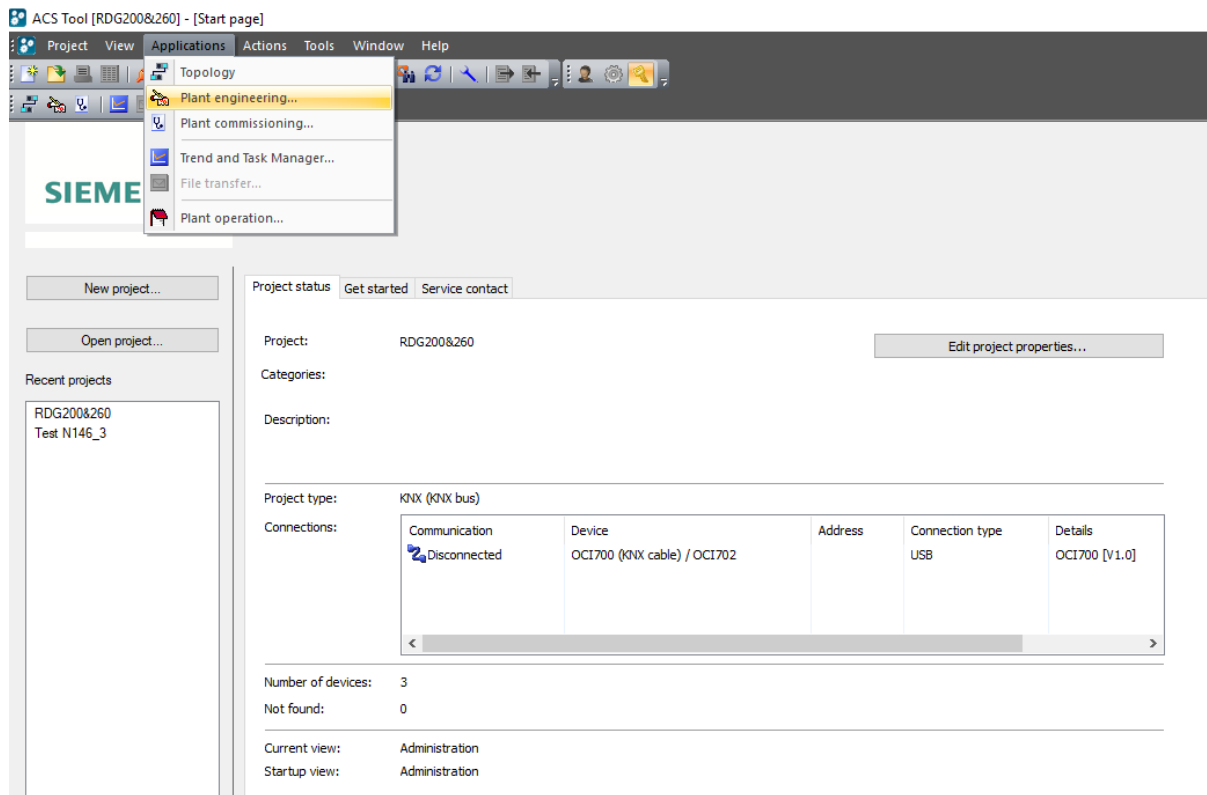 ACS Tool [RDG200&260] - [Start page]
Project View Applications Actions Tools Window Help
Topology
Plant engineering...
Plant commissioning...
Trend and Task Manager...
File transfer...
Plant operation...
SIEME
New project...
Open project...
Recent projects
RDG200&260
Test N146_3
Project status Get started Service contact
Project: RDG200&260
Edit project properties...
Categories:
Description:
Project type: KNX (KNX bus)
Connections:
Communication Device Address Connection type Details
Disconnected OCI700 (KNX cable) / OCI702 USB OCI700 [V1.0]
Number of devices: 3
Not found: 0
Current view: Administration
Startup view: Administration